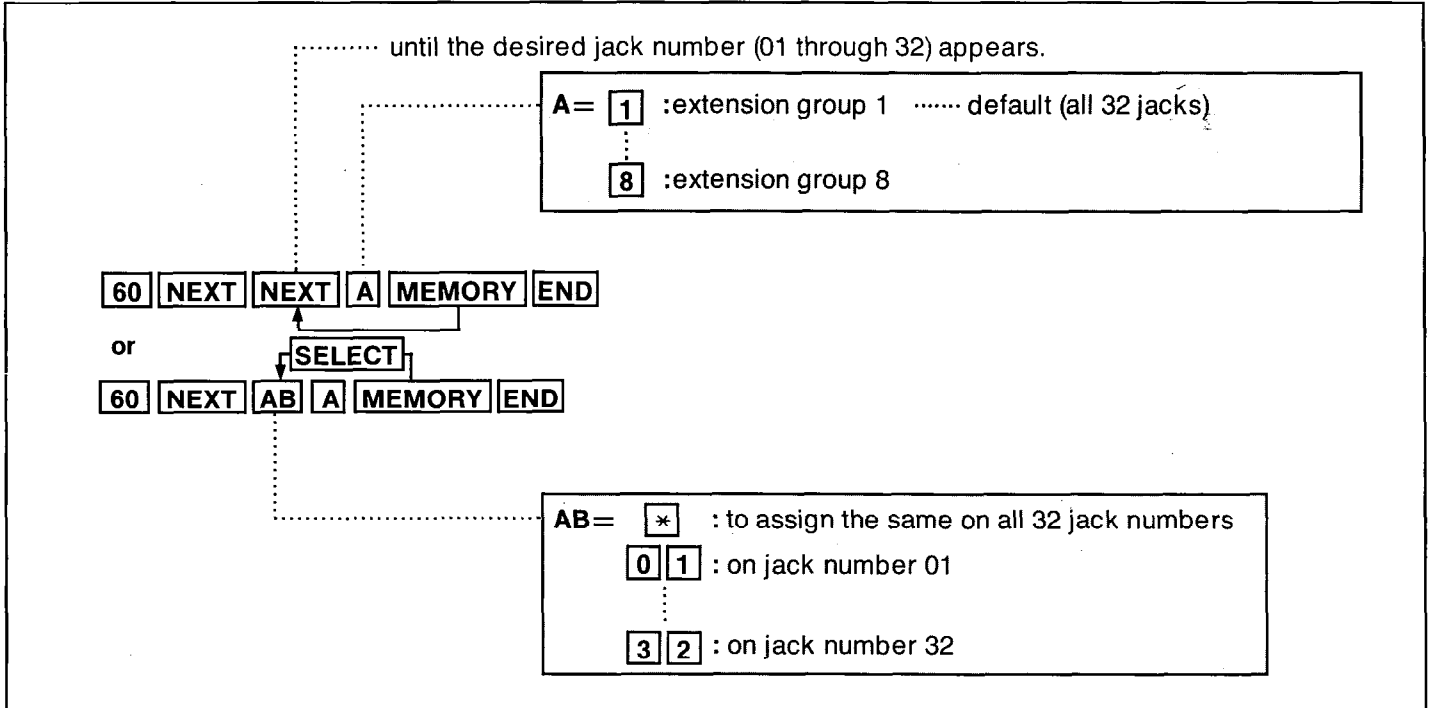 ·········· until the desired jack number (01 through 32) appears.
A= 1 :extension group 1 ······· default (all 32 jacks)
8 :extension group 8
60 NEXT NEXT A MEMORY END
or
SELECT
60 NEXT AB A MEMORY END
AB= * : to assign the same on all 32 jack numbers
0 1 : on jack number 01
3 2 : on jack number 32